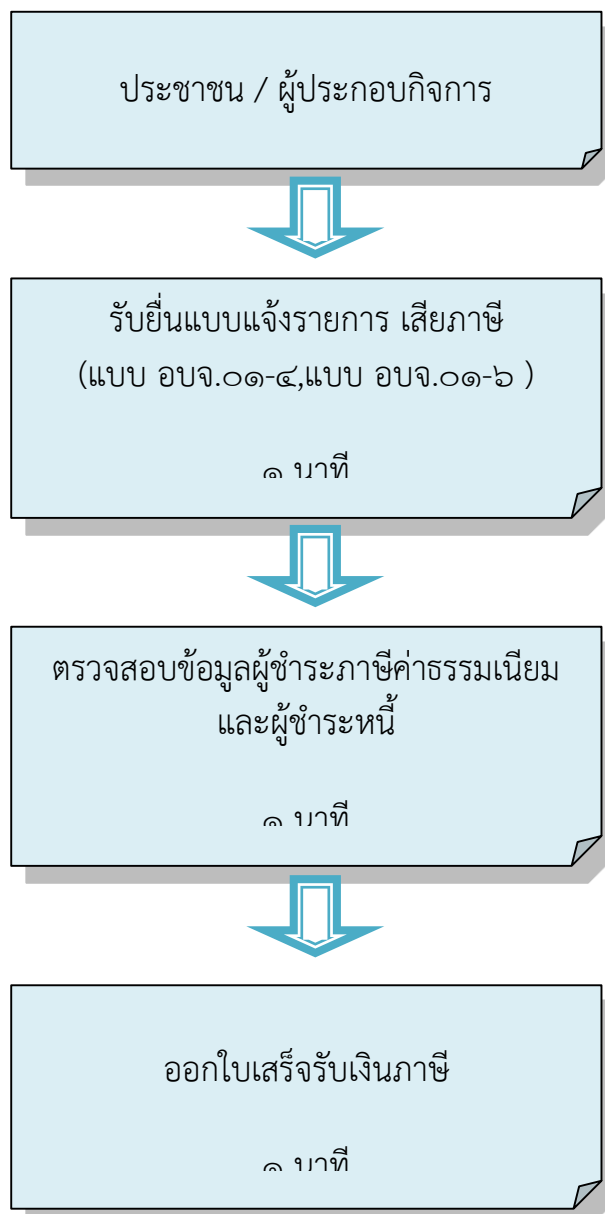 ประชาชน / ผู้ประกอบกิจการ
รับยื่นแบบแจ้งรายการ เสียภาษี
(แบบ อบจ.๐๑-๔,แบบ อบจ.๐๑-๖ )
๑ นาที
ตรวจสอบข้อมูลผู้ชำระภาษีค่าธรรมเนียม
และผู้ชำระหนี้
๑ นาที
ออกใบเสร็จรับเงินภาษี
๑ นาที